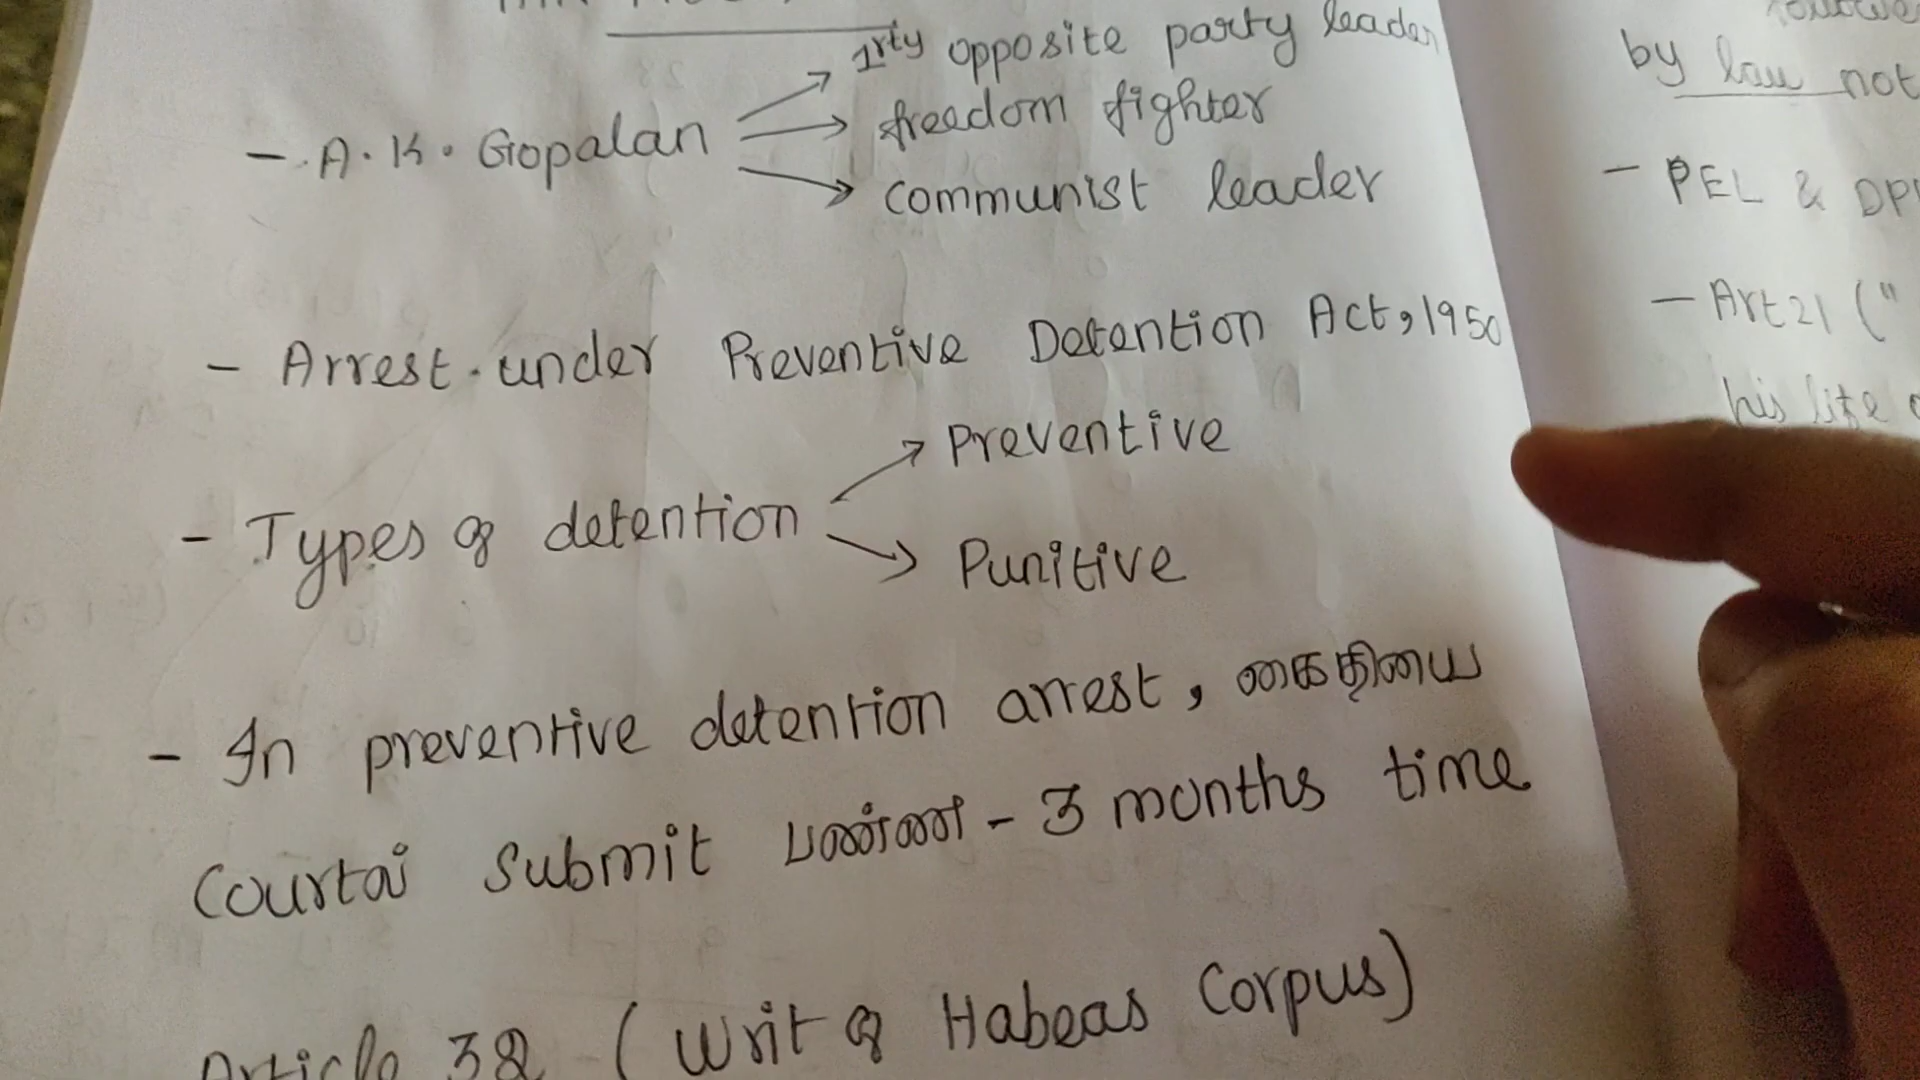 1rty opposite party leader
- A.K. Gopalan → freedom fighter
→ communist leader
- Arrest under Preventive Detention Act, 1950
→ Preventive
- Types of detention
→ Punitive
- In preventive detention arrest, கைதியை
Courtல் Submit பண்ண - 3 months time
Article 32 (Writ of Habeas Corpus)
by law not
- PEL & DP
- Art 21 ("
his life